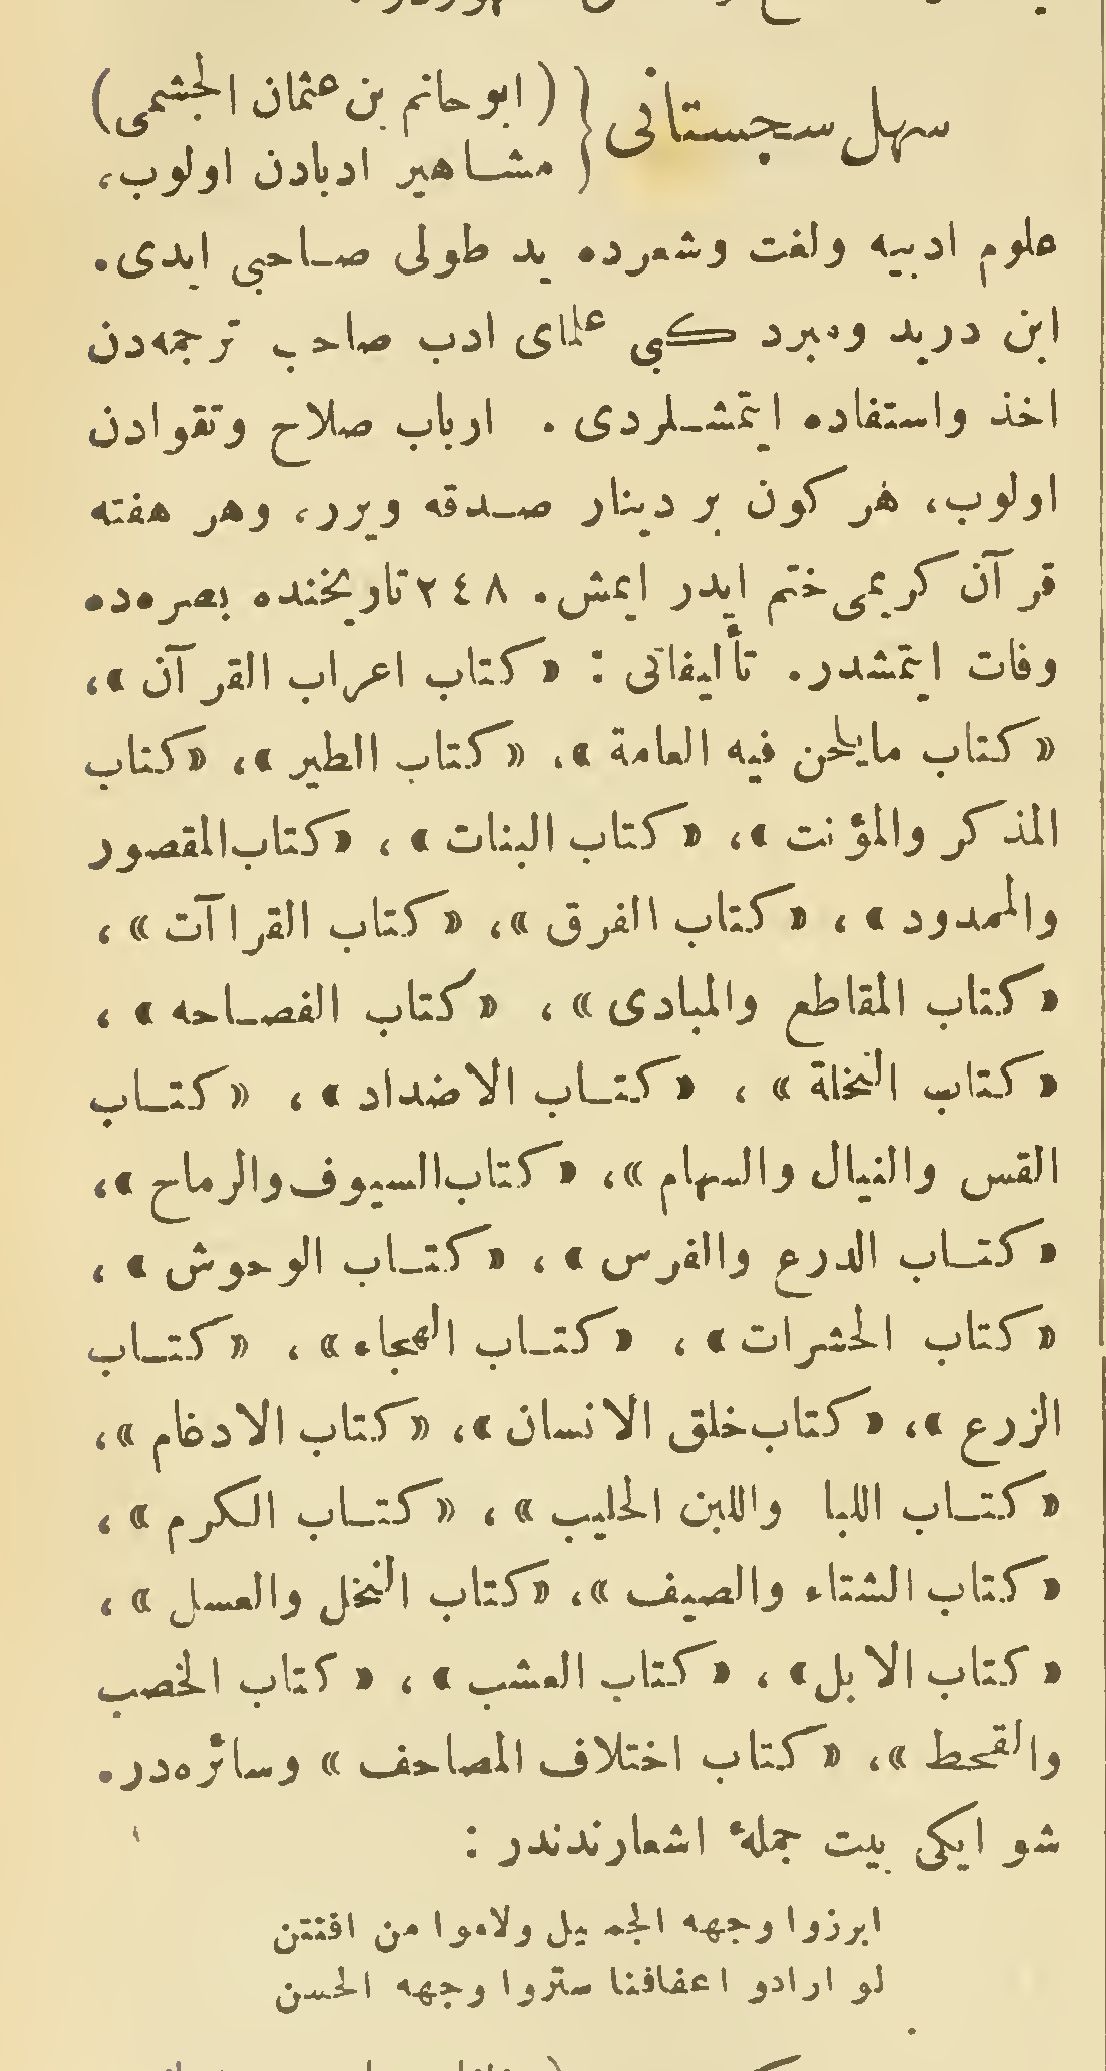 سهل سجستانی { (ابو حاتم بن عثمان الجشمی)
مشاهیر ادبادن اولوب،
علوم ادبیه ولغت وشعرده ید طولی صاحبی ایدی.
ابن درید ومبرد کبی علمای ادب صاحب ترجمه‌دن
اخذ واستفاده ایتمشلردی. ارباب صلاح وتقوادن
اولوب، هر کون بر دینار صدقه ویرر، وهر هفته
قرآن کریمی ختم ایدر ایمش. ٢٤٨ تاریخنده بصره‌ده
وفات ایتمشدر. تألیفاتی : «کتاب اعراب القرآن»،
«کتاب مایلحن فیه العامة»، «کتاب الطیر»، «کتاب
المذکر والمؤنت»، «کتاب البنات»، «کتاب المقصور
والممدود»، «کتاب الفرق»، «کتاب القراآت»،
«کتاب المقاطع والمبادی»، «کتاب الفصاحه»،
«کتاب النخلة»، «کتاب الاضداد»، «کتاب
القس والنیال والسهام»، «کتاب السیوف والرماح»،
«کتاب الدرع والفرس»، «کتاب الوحوش»،
«کتاب الحشرات»، «کتاب الهجاء»، «کتاب
الزرع»، «کتاب خلق الانسان»، «کتاب الادغام»،
«کتاب اللبا واللبن الحلیب»، «کتاب الکرم»،
«کتاب الشتاء والصیف»، «کتاب النخل والعسل»،
«کتاب الابل»، «کتاب العشب»، «کتاب الخصب
والقحط»، «کتاب اختلاف المصاحف» وسائره‌در.
شو ایکی بیت جملهٔ اشعارندندر :
ابرزوا وجهه الجمیل ولاموا من افتتن
لو ارادو اعفافنا ستروا وجهه الحسن